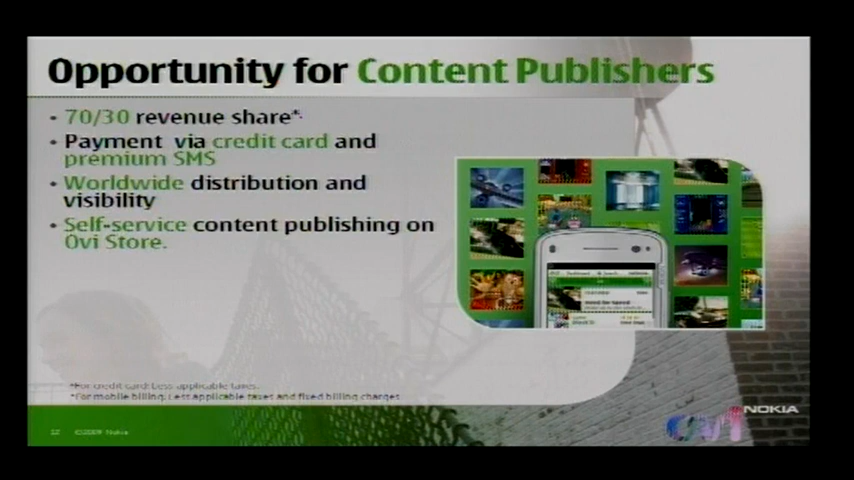 Opportunity for Content Publishers
• 70/30 revenue share*
• Payment via credit card and
premium SMS
• Worldwide distribution and
visibility
• Self-service content publishing on
Ovi Store.
*For credit card: Less applicable taxes.
*For mobile billing: Less applicable taxes and fixed billing charges
12 ©2009 Nokia
NOKIA
Ovi